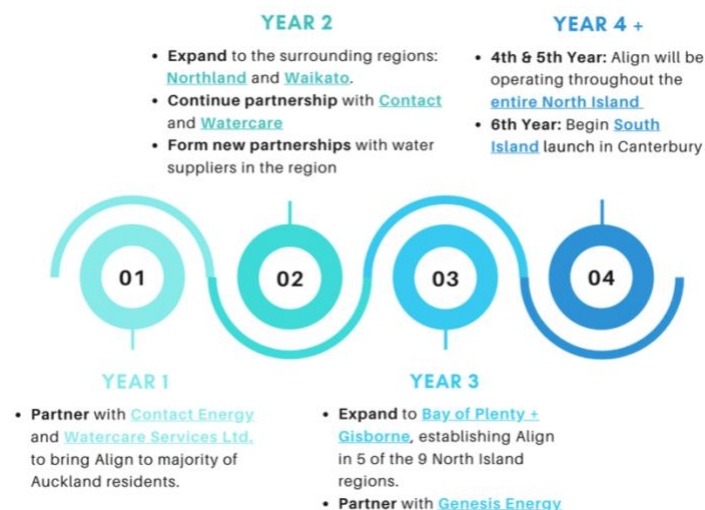 YEAR 2
• Expand to the surrounding regions:
Northland and Waikato.
• Continue partnership with Contact
and Watercare
• Form new partnerships with water
suppliers in the region
YEAR 4 +
• 4th & 5th Year: Align will be
operating throughout the
entire North Island
• 6th Year: Begin South
Island launch in Canterbury
01
02
03
04
YEAR 1
• Partner with Contact Energy
and Watercare Services Ltd.
to bring Align to majority of
Auckland residents.
YEAR 3
• Expand to Bay of Plenty +
Gisborne, establishing Align
in 5 of the 9 North Island
regions.
• Partner with Genesis Energy